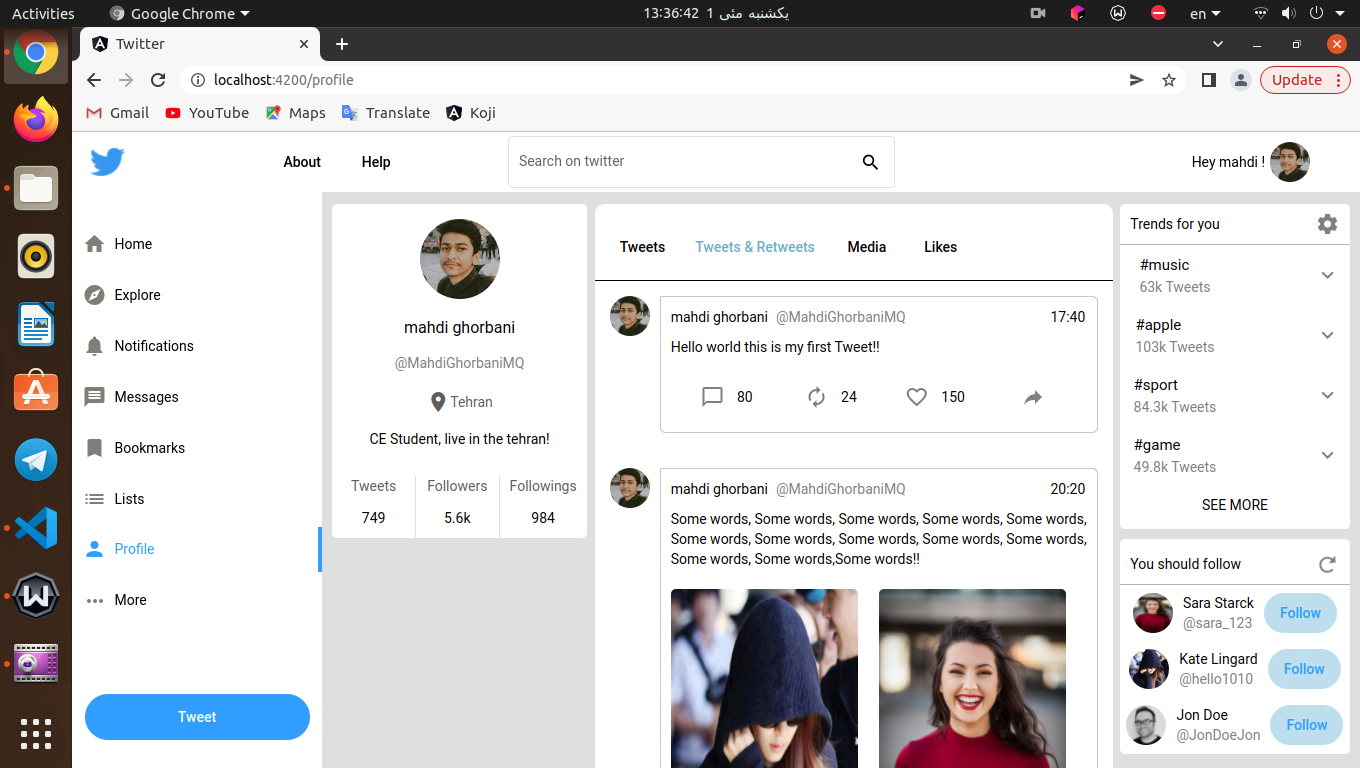 Activities
Google Chrome
یکشنبه مئی 1  13:36:42
en
Twitter
localhost:4200/profile
Update
Gmail
YouTube
Maps
Translate
Koji
About
Help
Search on twitter
Hey mahdi !
Home
Explore
Notifications
Messages
Bookmarks
Lists
Profile
More
Tweet
mahdi ghorbani
@MahdiGhorbaniMQ
Tehran
CE Student, live in the tehran!
Tweets Followers Followings
749 5.6k 984
Tweets Tweets & Retweets Media Likes
mahdi ghorbani @MahdiGhorbaniMQ 17:40
Hello world this is my first Tweet!!
80 24 150
mahdi ghorbani @MahdiGhorbaniMQ 20:20
Some words, Some words, Some words, Some words, Some words,
Some words, Some words, Some words, Some words, Some words,
Some words, Some words,Some words!!
Trends for you
#music
63k Tweets
#apple
103k Tweets
#sport
84.3k Tweets
#game
49.8k Tweets
SEE MORE
You should follow
Sara Starck
@sara_123
Follow
Kate Lingard
@hello1010
Follow
Jon Doe
@JonDoeJon
Follow